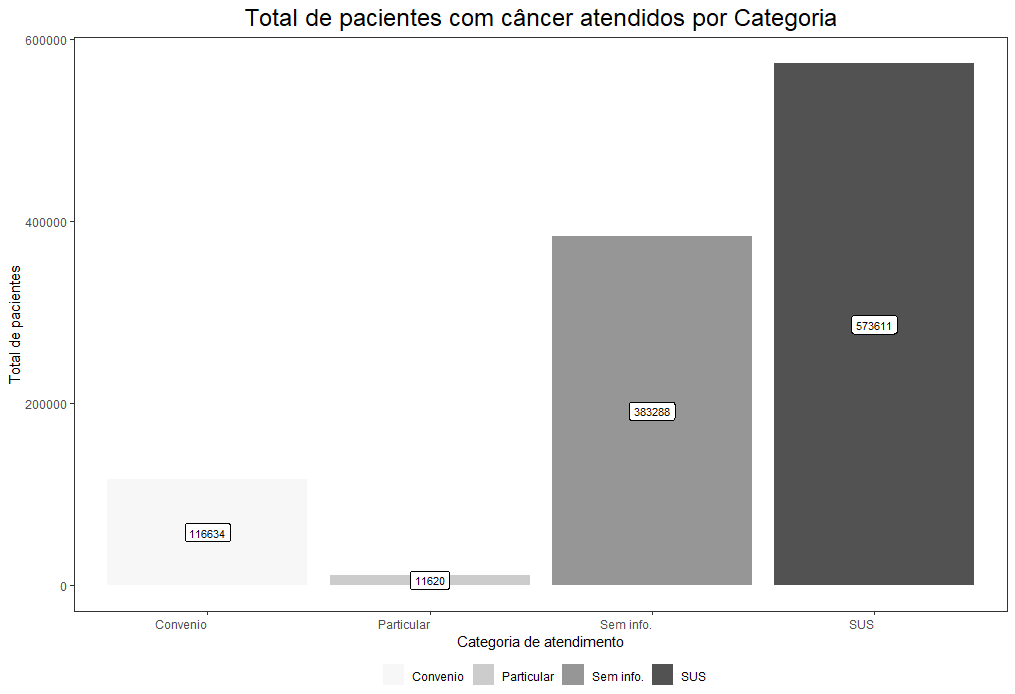 Total de pacientes com câncer atendidos por Categoria
Total de pacientes
600000
400000
200000
0
116634
11620
383288
573611
Convenio
Particular
Sem info.
SUS
Categoria de atendimento
Convenio
Particular
Sem info.
SUS